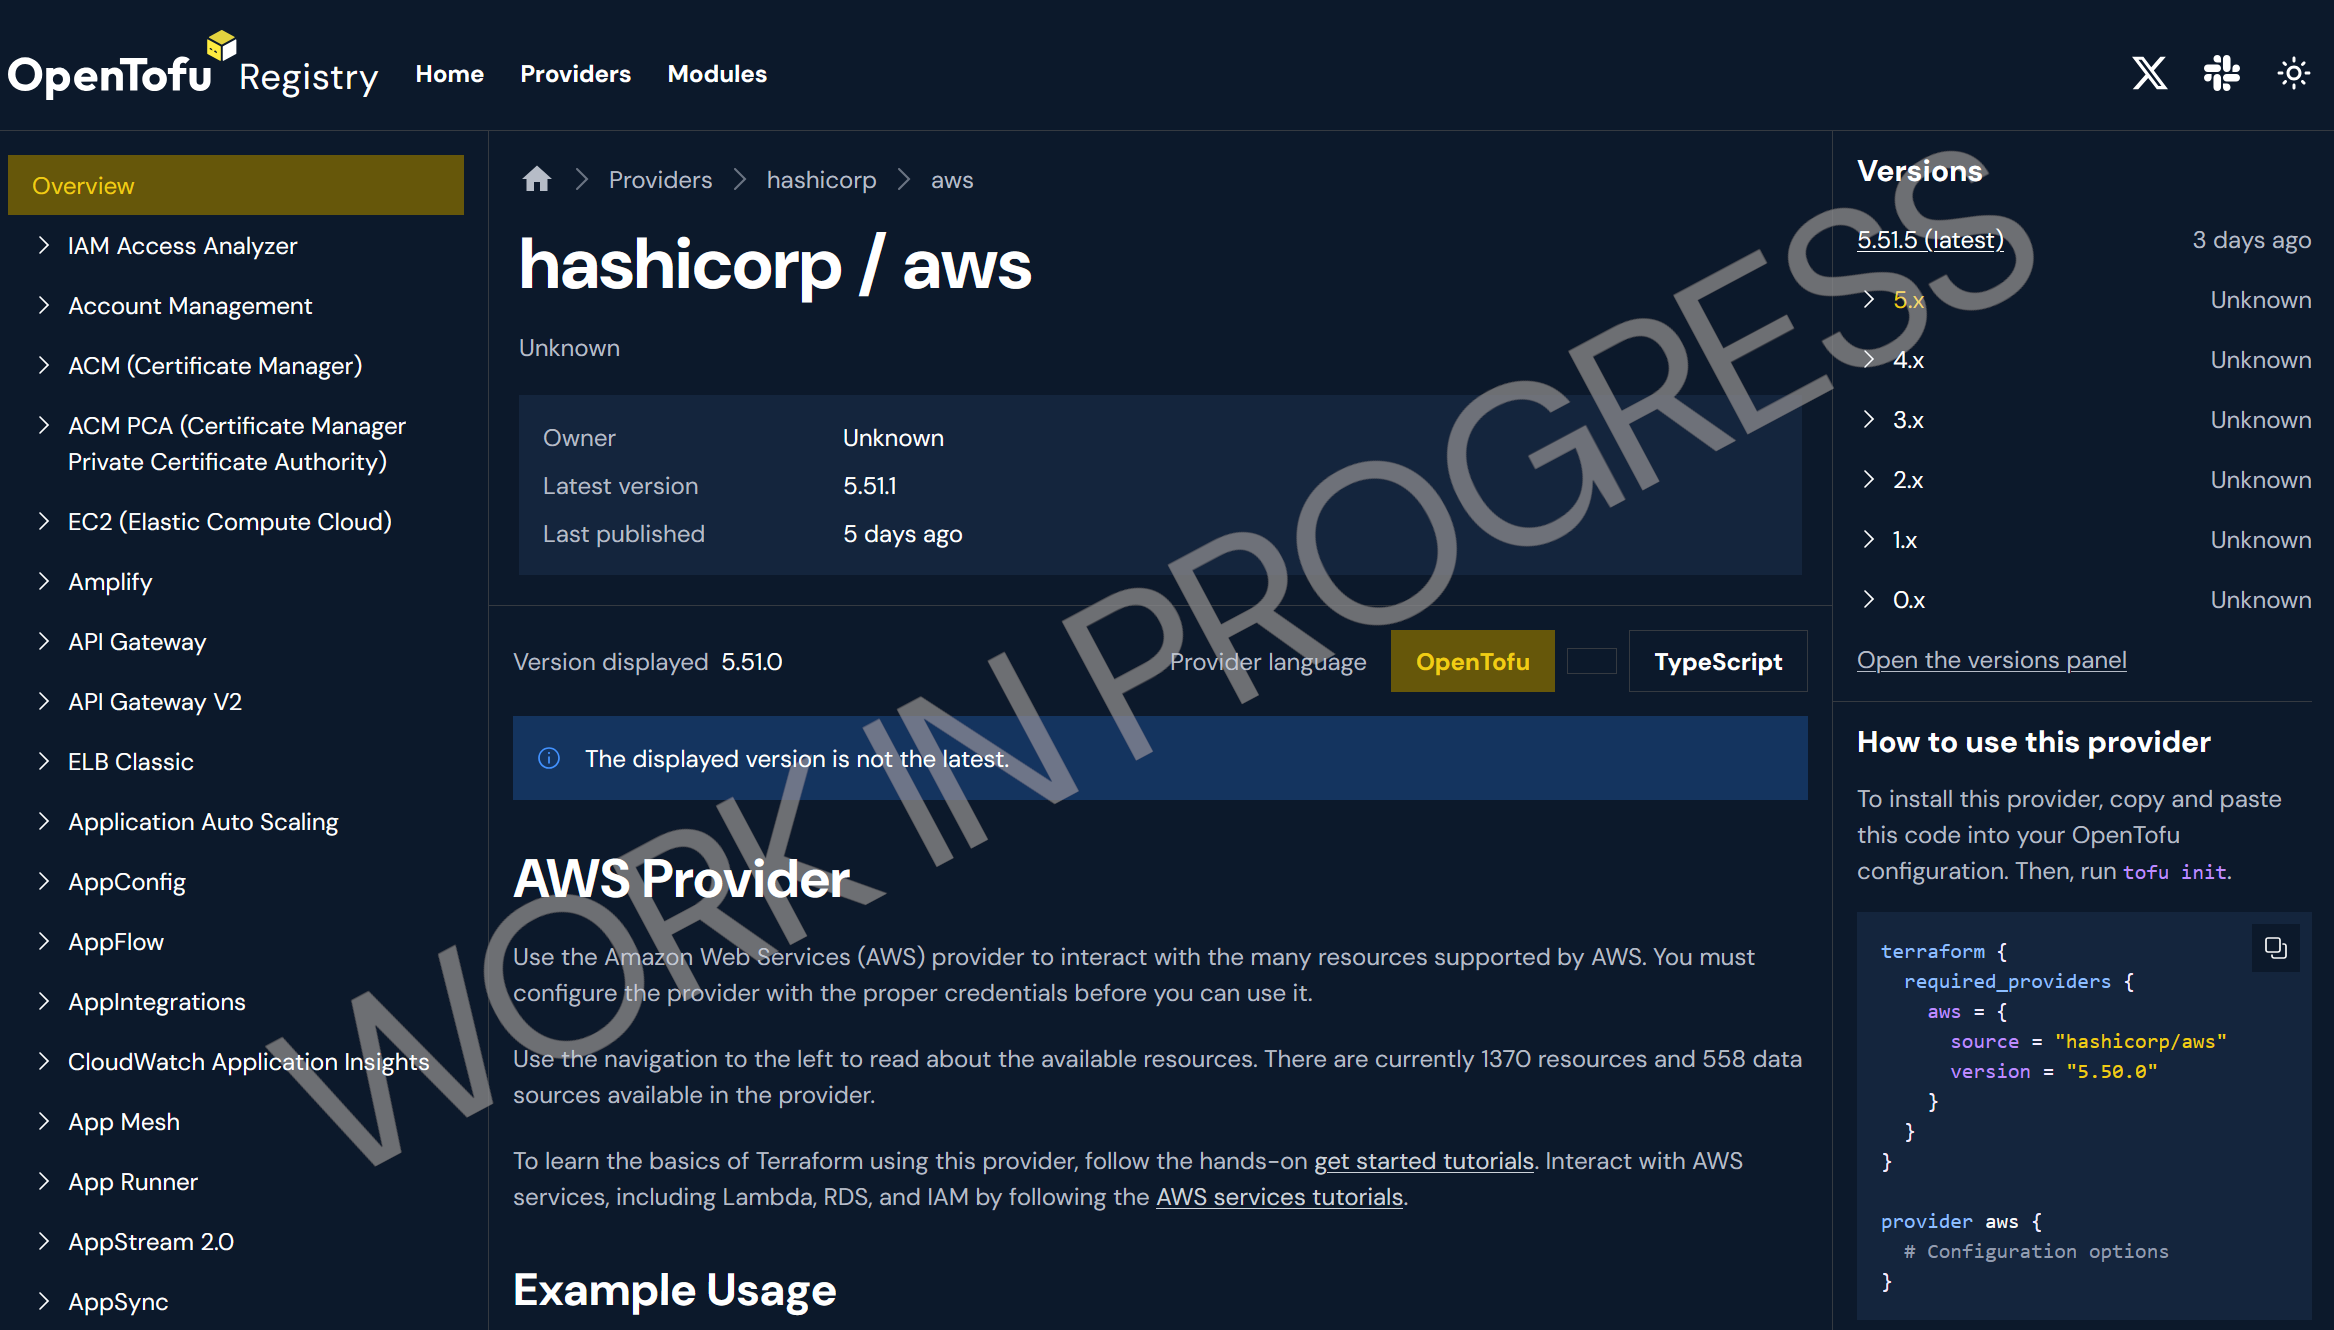 OpenTofu Registry
Home
Providers
Modules
Overview
IAM Access Analyzer
Account Management
ACM (Certificate Manager)
ACM PCA (Certificate Manager
Private Certificate Authority)
EC2 (Elastic Compute Cloud)
Amplify
API Gateway
API Gateway V2
ELB Classic
Application Auto Scaling
AppConfig
AppFlow
AppIntegrations
CloudWatch Application Insights
App Mesh
App Runner
AppStream 2.0
AppSync
Providers
hashicorp
aws
hashicorp / aws
Unknown
Owner Unknown
Latest version 5.51.1
Last published 5 days ago
Version displayed 5.51.0
Provider language OpenTofu TypeScript
The displayed version is not the latest.
AWS Provider
Use the Amazon Web Services (AWS) provider to interact with the many resources supported by AWS. You must
configure the provider with the proper credentials before you can use it.
Use the navigation to the left to read about the available resources. There are currently 1370 resources and 558 data
sources available in the provider.
To learn the basics of Terraform using this provider, follow the hands-on get started tutorials. Interact with AWS
services, including Lambda, RDS, and IAM by following the AWS services tutorials.
Example Usage
Versions
5.51.5 (latest) 3 days ago
5.x Unknown
4.x Unknown
3.x Unknown
2.x Unknown
1.x Unknown
0.x Unknown
Open the versions panel
How to use this provider
To install this provider, copy and paste
this code into your OpenTofu
configuration. Then, run tofu init.
terraform {
required_providers {
aws = {
source = "hashicorp/aws"
version = "5.50.0"
}
}
}
provider aws {
# Configuration options
}
WORK IN PROGRESS